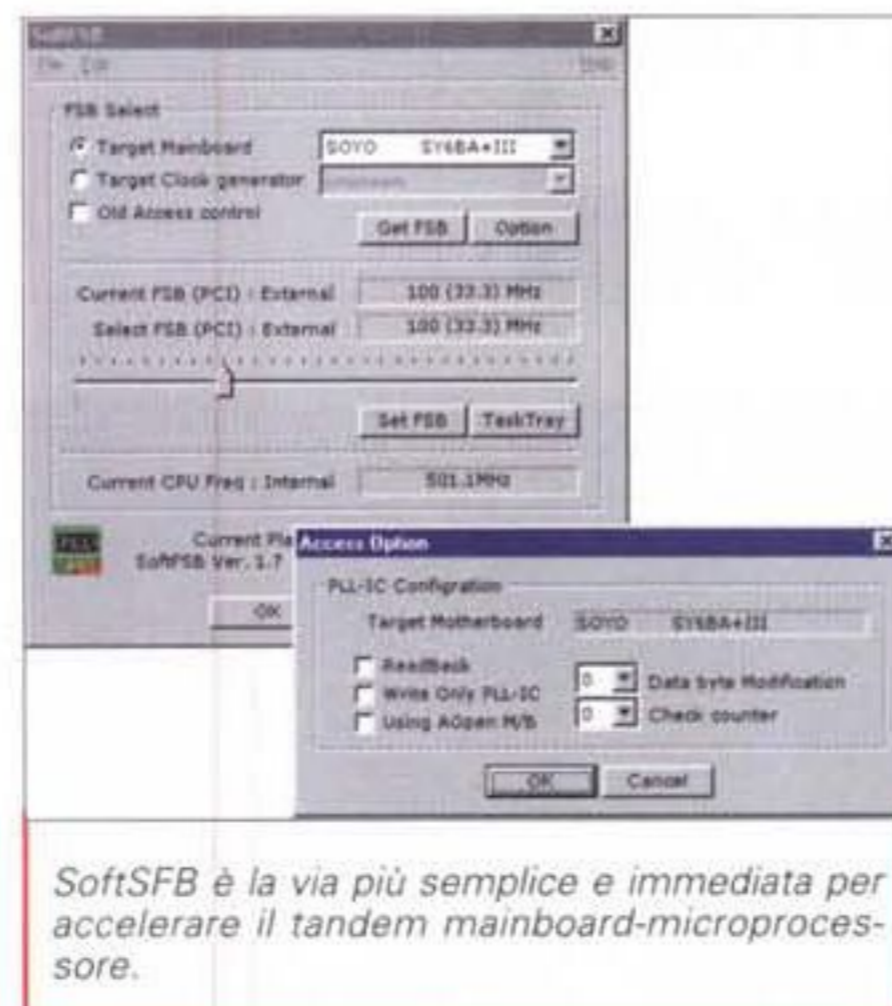 SoftFSB
File Edit
Help
FSB Select
Target Mainboard
SOYO SY6BA+III
Target Clock generator
Old Access control
Get FSB
Option
Current FSB (PCI) : External
100 (33.3) MHz
Select FSB (PCI) : External
100 (33.3) MHz
Set FSB
TaskTray
Current CPU Freq : Internal
501.1MHz
Current Pla
SoftFSB Ver. 1.7
OK
Access Option
PLL-IC Configration
Target Motherboard
SOYO SY6BA+III
ReadBack
0
Data byte Modification
Write Only PLL-IC
Using AOpen M/B
0
Check counter
OK
Cancel
SoftSFB è la via più semplice e immediata per
accelerare il tandem mainboard-microproces-
sore.